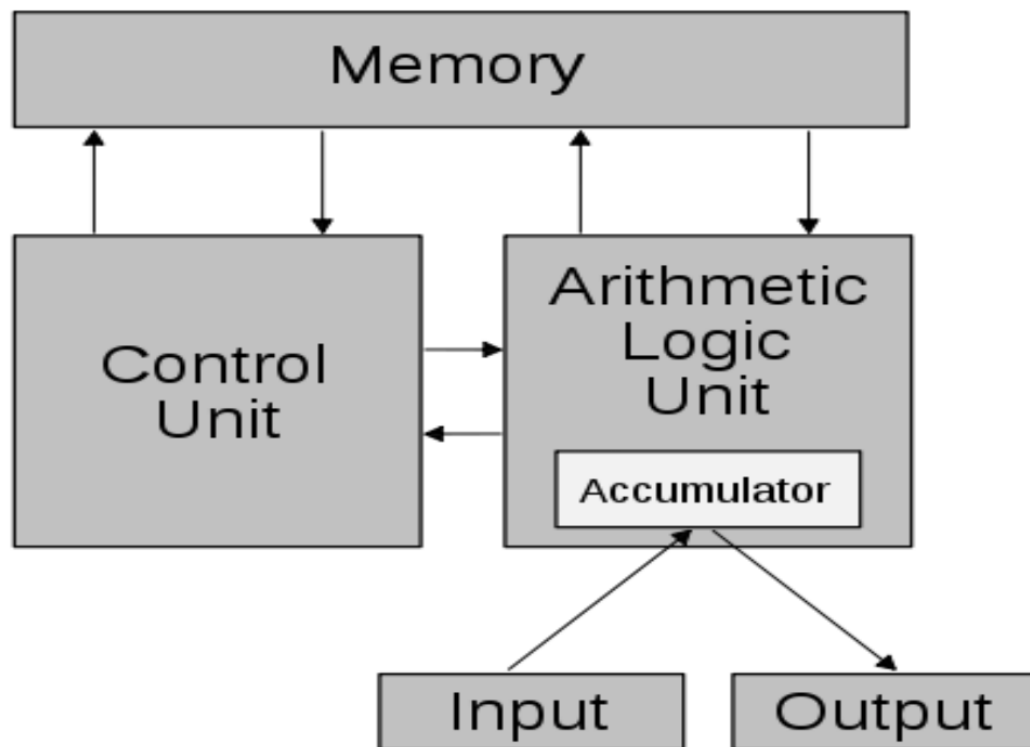 Memory
Control
Unit
Arithmetic
Logic
Unit
Accumulator
Input
Output